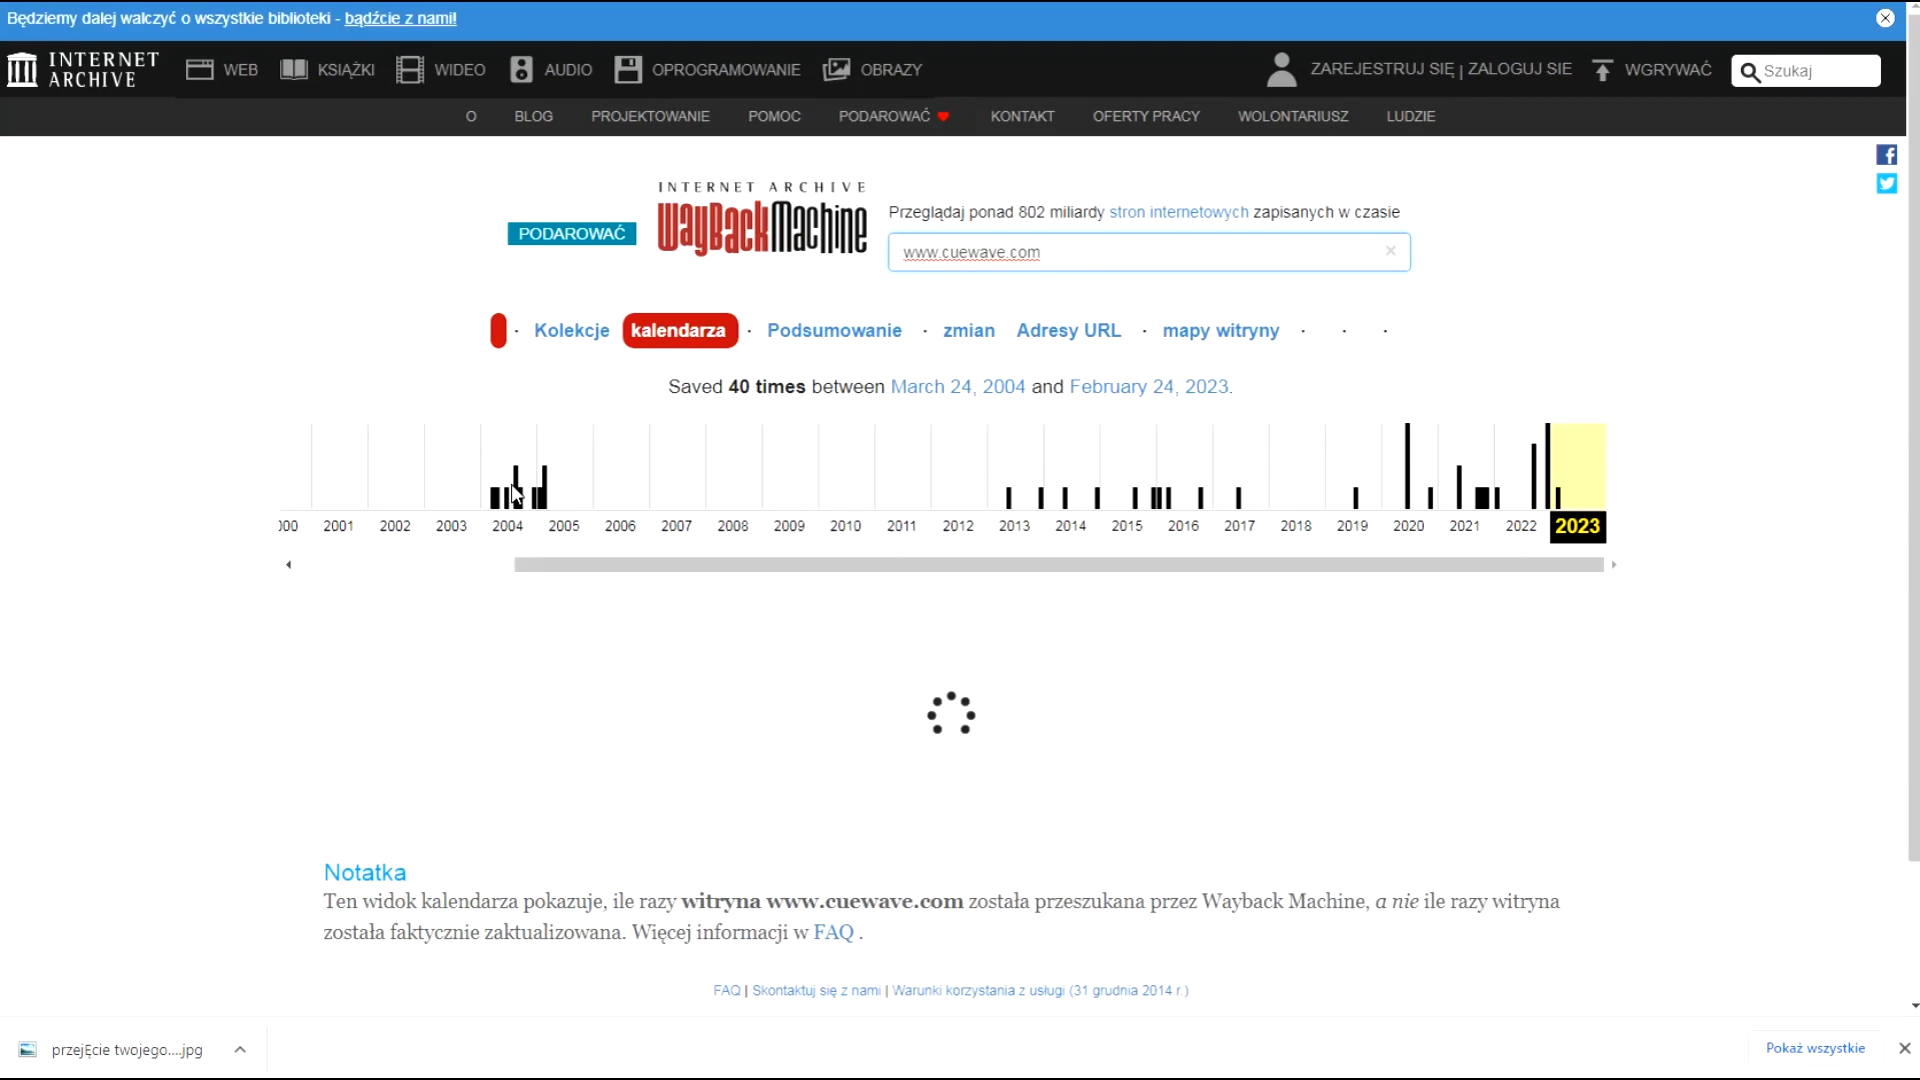 Będziemy dalej walczyć o wszystkie biblioteki - bądźcie z nami!
INTERNET ARCHIVE WEB KSIĄŻKI WIDEO AUDIO OPROGRAMOWANIE OBRAZY ZAREJESTRUJ SIĘ | ZALOGUJ SIE WGRYWAĆ Szukaj
O BLOG PROJEKTOWANIE POMOC PODAROWAĆ KONTAKT OFERTY PRACY WOLONTARIUSZ LUDZIE
INTERNET ARCHIVE
PODAROWAĆ WayBackMachine
Przeglądaj ponad 802 miliardy stron internetowych zapisanych w czasie
www.cuewave.com
· Kolekcje kalendarza · Podsumowanie · zmian Adresy URL · mapy witryny · · ·
Saved 40 times between March 24, 2004 and February 24, 2023.
00 2001 2002 2003 2004 2005 2006 2007 2008 2009 2010 2011 2012 2013 2014 2015 2016 2017 2018 2019 2020 2021 2022 2023
Notatka
Ten widok kalendarza pokazuje, ile razy witryna www.cuewave.com została przeszukana przez Wayback Machine, a nie ile razy witryna
została faktycznie zaktualizowana. Więcej informacji w FAQ .
FAQ | Skontaktuj się z nami | Warunki korzystania z usługi (31 grudnia 2014 r.)
przejĘcie twojego....jpg Pokaż wszystkie